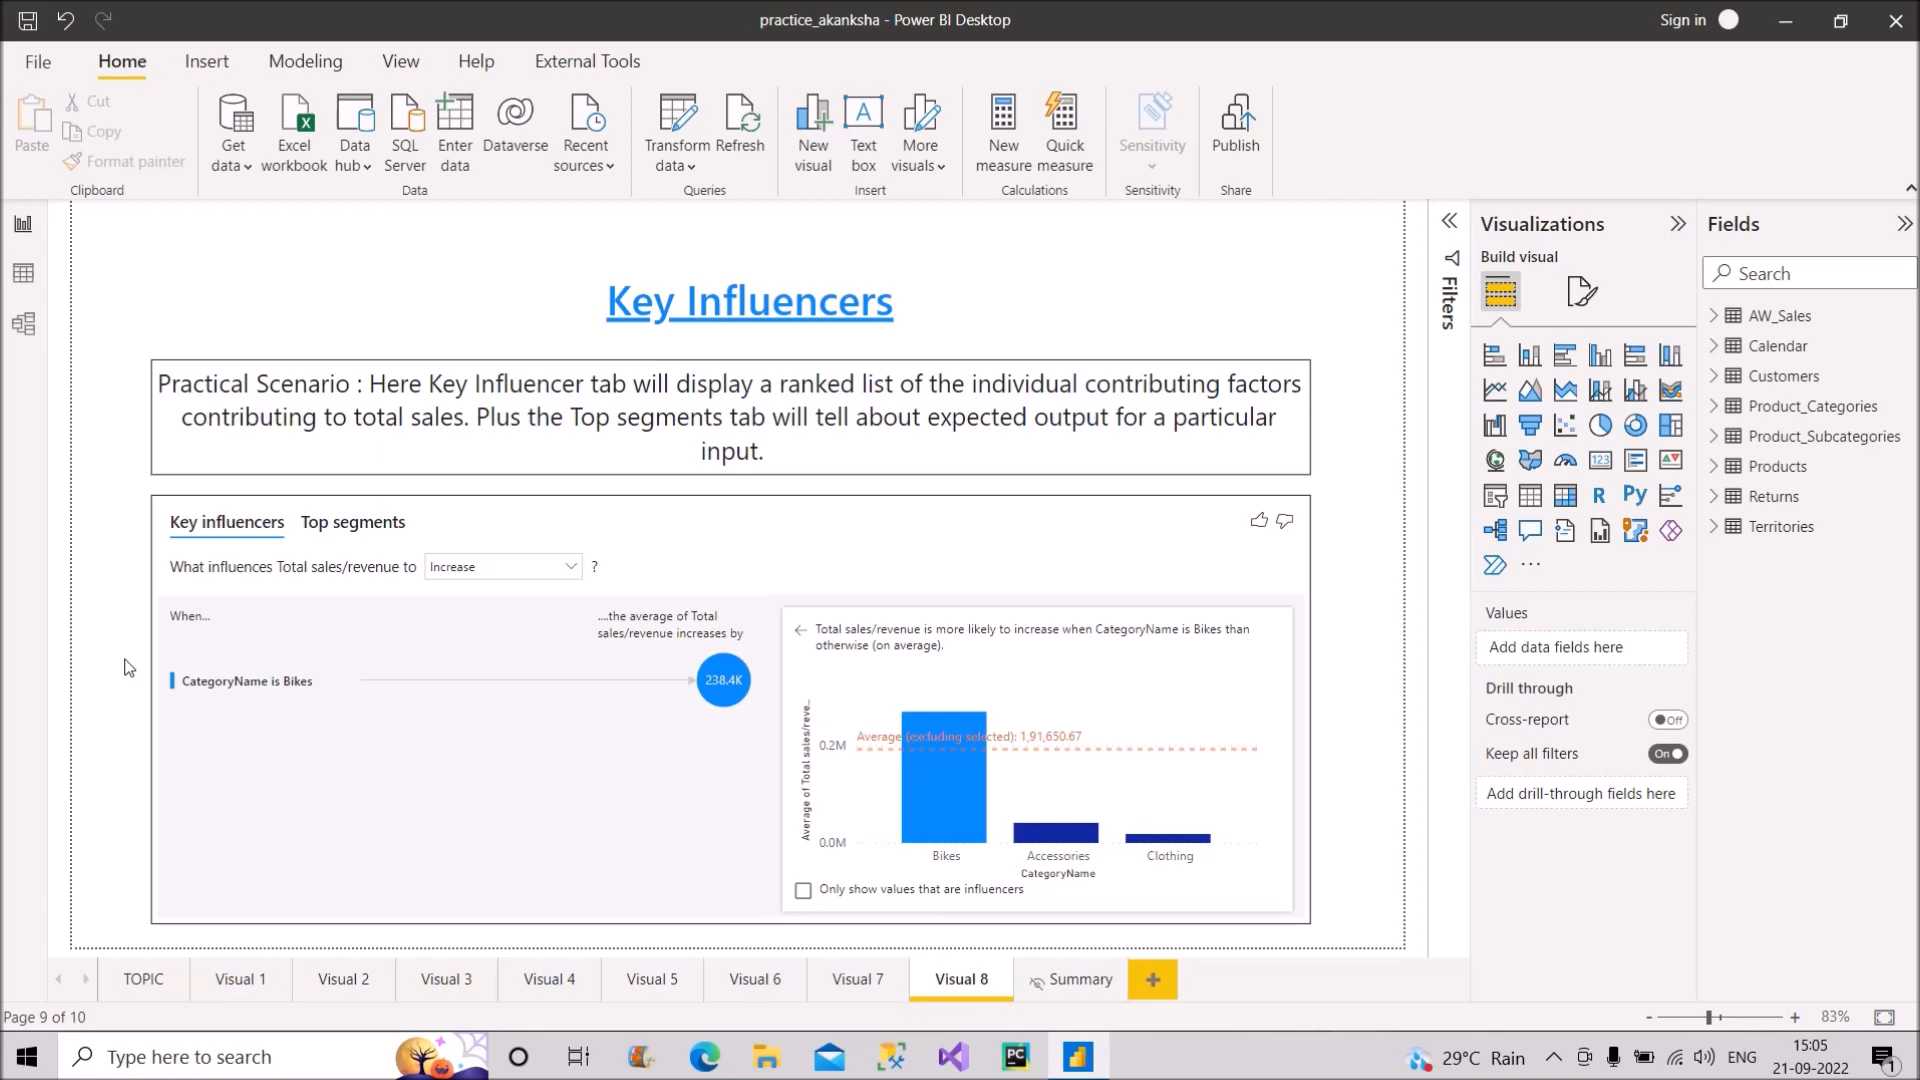 practice_akanksha - Power BI Desktop
Sign in
File Home Insert Modeling View Help External Tools
Paste
Cut
Copy
Format painter
Clipboard
Get data
Excel workbook
Data hub
SQL Server
Enter data
Dataverse
Recent sources
Data
Transform data
Refresh
Queries
New visual
Text box
More visuals
Insert
New measure
Quick measure
Calculations
Sensitivity
Sensitivity
Publish
Share
Key Influencers
Practical Scenario : Here Key Influencer tab will display a ranked list of the individual contributing factors
contributing to total sales. Plus the Top segments tab will tell about expected output for a particular
input.
Key influencers Top segments
What influences Total sales/revenue to Increase ?
When...
....the average of Total
sales/revenue increases by
CategoryName is Bikes
238.4K
Total sales/revenue is more likely to increase when CategoryName is Bikes than
otherwise (on average).
Average of Total sales/reve...
Average (excluding selected): 1,91,650.67
0.2M
0.0M
Bikes Accessories Clothing
CategoryName
Only show values that are influencers
Filters
Visualizations
Build visual
123
R
Py
...
Values
Add data fields here
Drill through
Cross-report
Off
Keep all filters
On
Add drill-through fields here
Fields
Search
AW_Sales
Calendar
Customers
Product_Categories
Product_Subcategories
Products
Returns
Territories
TOPIC Visual 1 Visual 2 Visual 3 Visual 4 Visual 5 Visual 6 Visual 7 Visual 8 Summary +
Page 9 of 10
- + 83%
Type here to search
PC
29°C Rain
ENG
15:05
21-09-2022
1